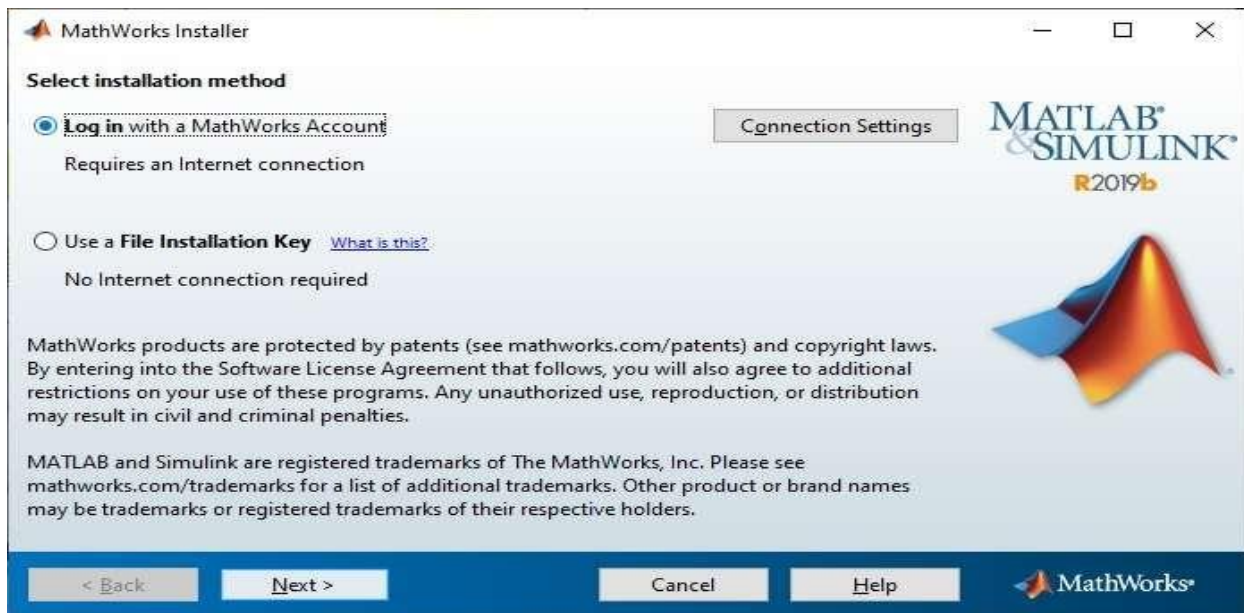 MathWorks Installer
Select installation method
Log in with a MathWorks Account
Connection Settings
Requires an Internet connection
MATLAB®
&SIMULINK®
R2019b
Use a File Installation Key What is this?
No Internet connection required
MathWorks products are protected by patents (see mathworks.com/patents) and copyright laws.
By entering into the Software License Agreement that follows, you will also agree to additional
restrictions on your use of these programs. Any unauthorized use, reproduction, or distribution
may result in civil and criminal penalties.
MATLAB and Simulink are registered trademarks of The MathWorks, Inc. Please see
mathworks.com/trademarks for a list of additional trademarks. Other product or brand names
may be trademarks or registered trademarks of their respective holders.
< Back Next > Cancel Help MathWorks®